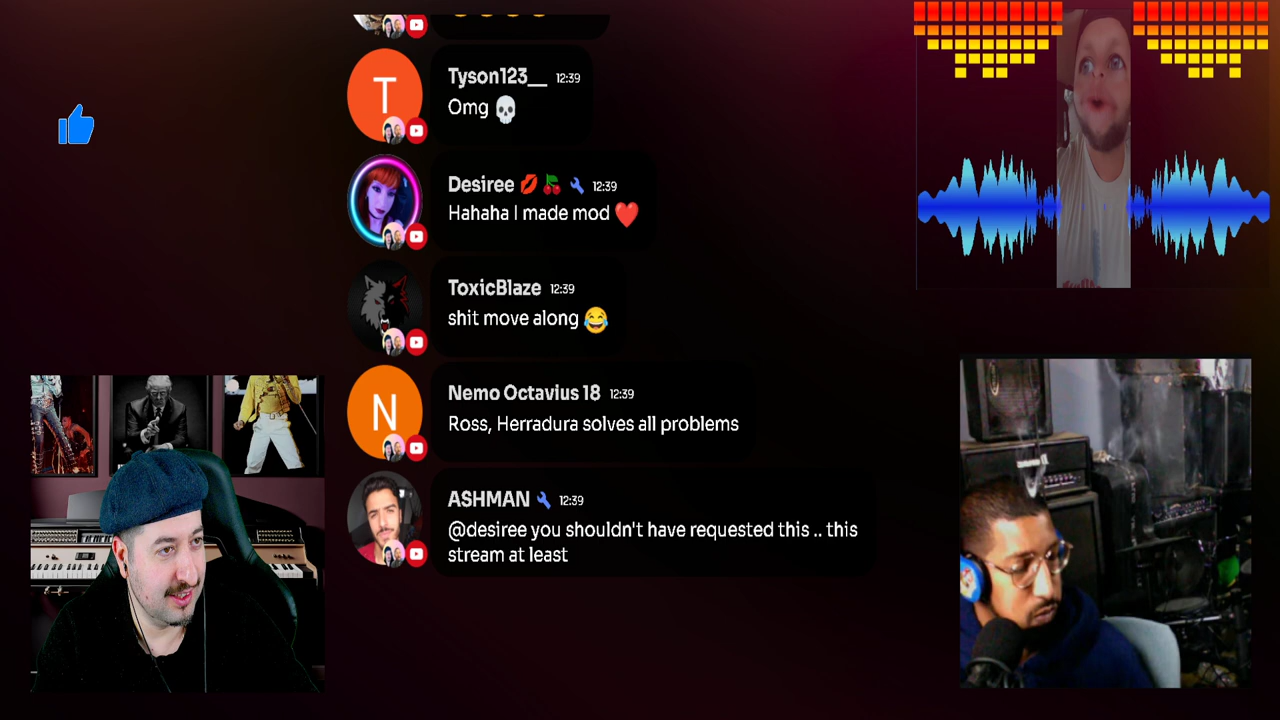 T
Tyson123__ 12:39
Omg 💀
Desiree 💋🍒🔧 12:39
Hahaha I made mod ❤️
ToxicBlaze 12:39
shit move along 😂
N
Nemo Octavius 18 12:39
Ross, Herradura solves all problems
ASHMAN 🔧 12:39
@desiree you shouldn't have requested this .. this
stream at least